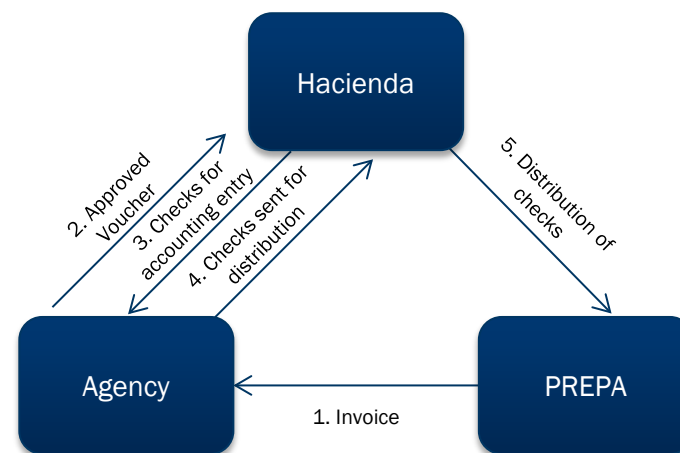 Hacienda
2. Approved
Voucher
3. Checks for
accounting entry
4. Checks sent for
distribution
5. Distribution of
checks
Agency
PREPA
1. Invoice